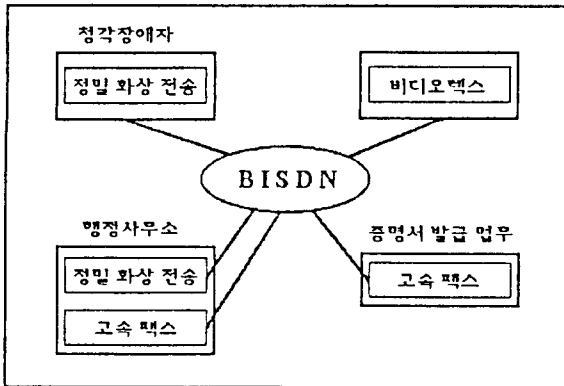 청각장애자
정밀 화상 전송
비디오텍스
BISDN
행정사무소
정밀 화상 전송
고속 팩스
증명서 발급 업무
고속 팩스